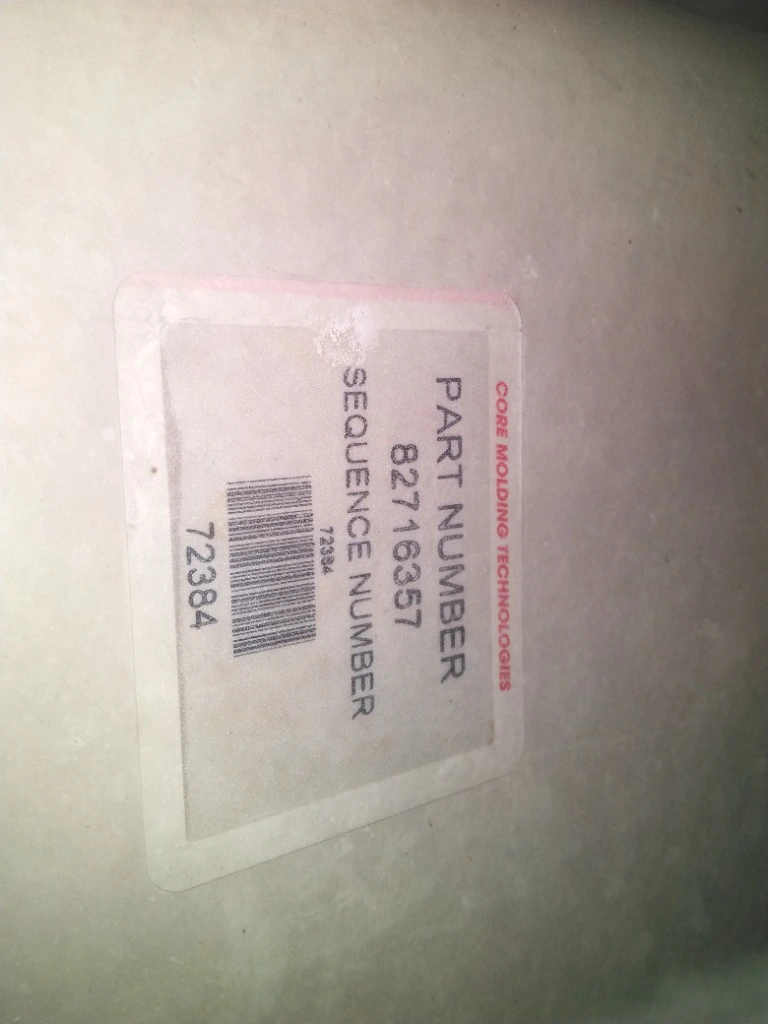 CORE MOLDING TECHNOLOGIES
PART NUMBER
82716357
SEQUENCE NUMBER
72384
72384